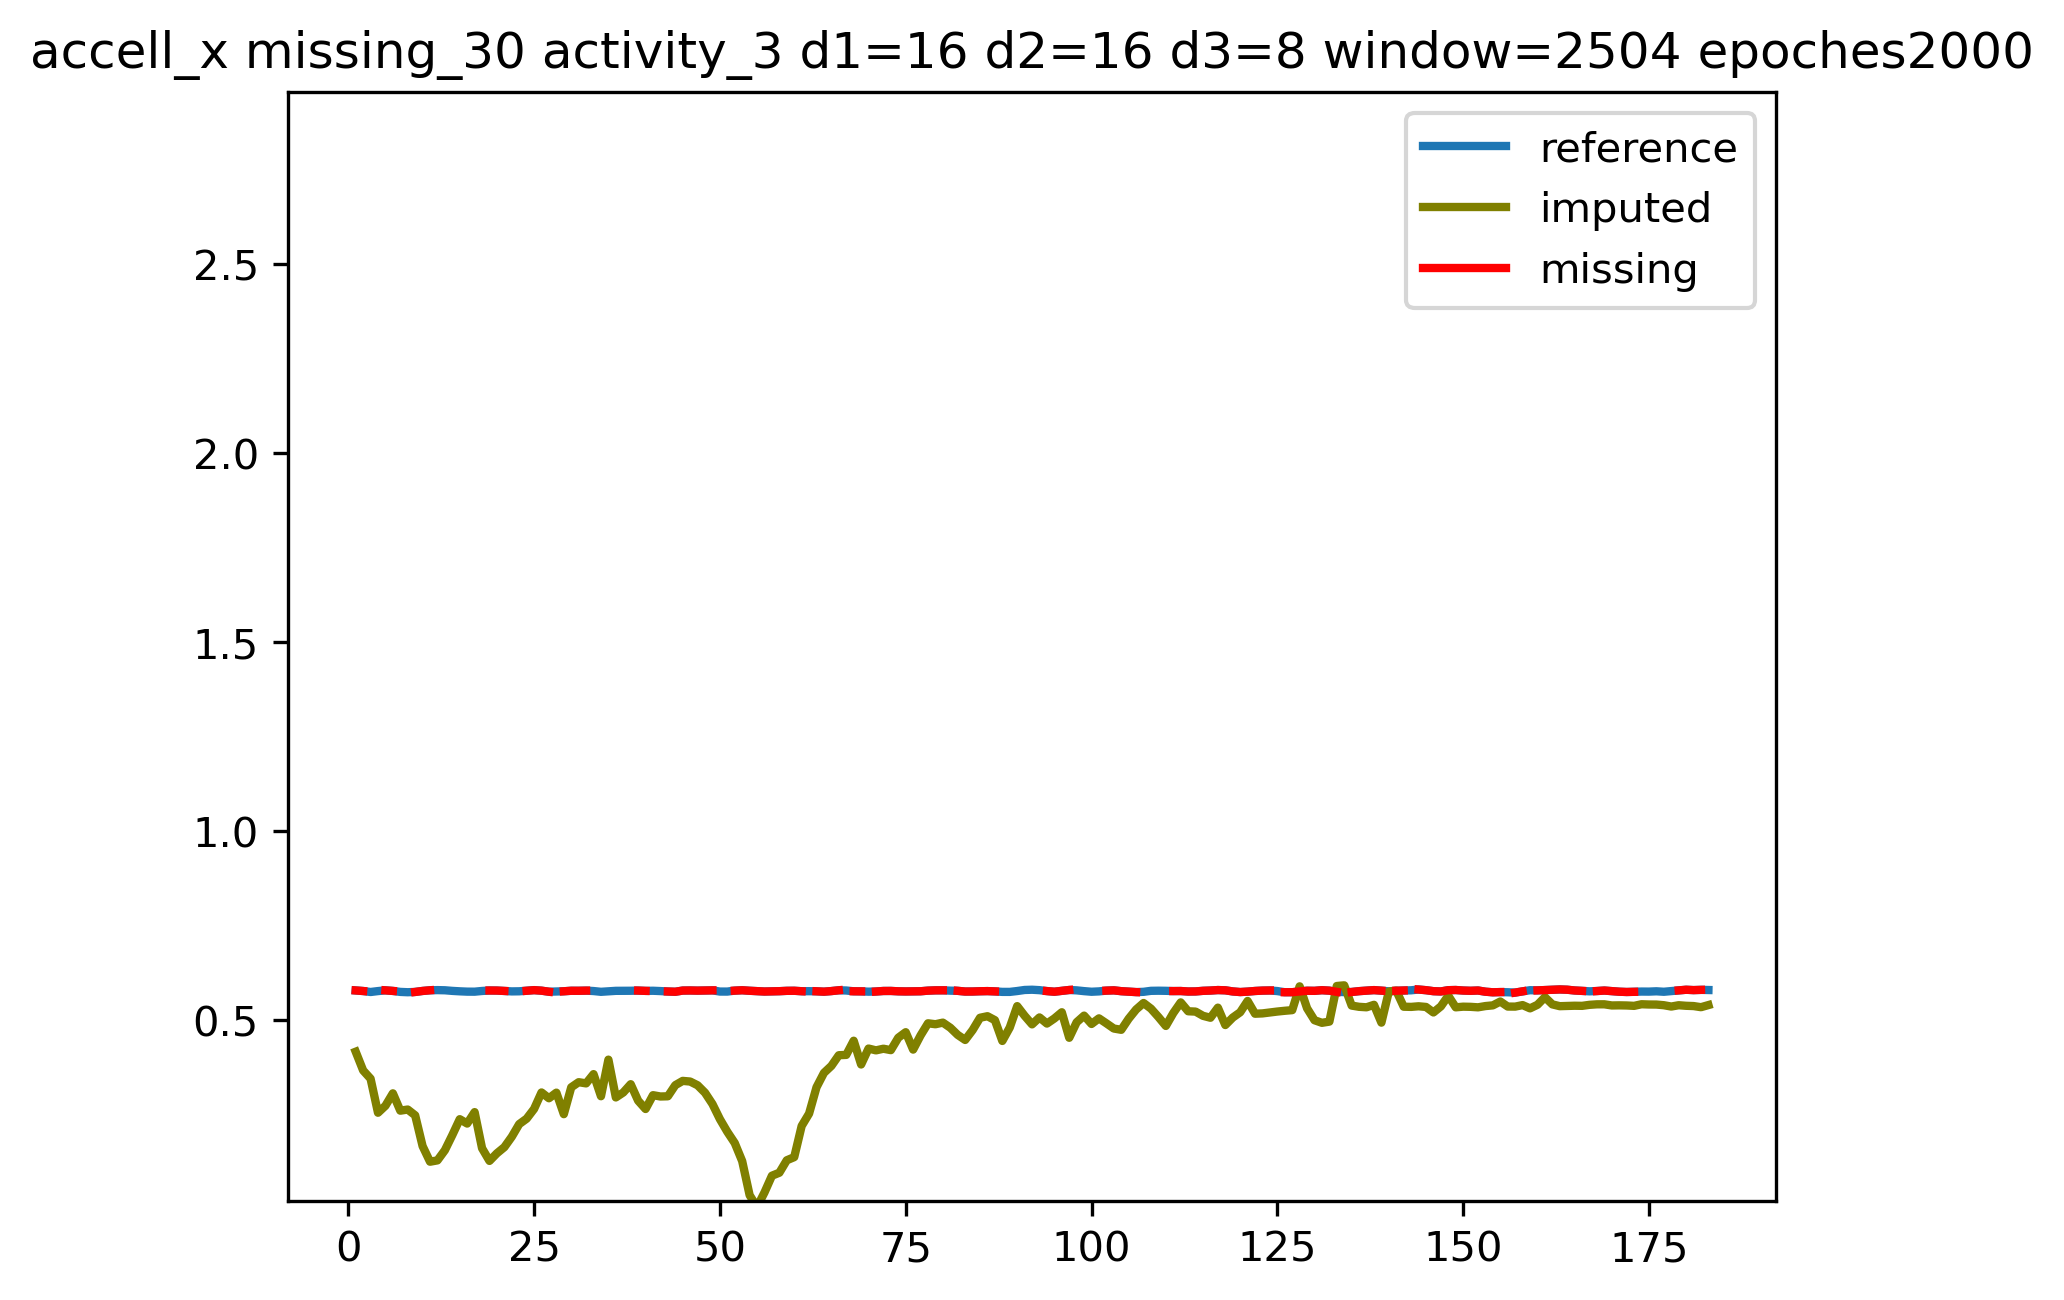 accell_x missing_30 activity_3 d1=16 d2=16 d3=8 window=2504 epoches2000
reference
imputed
missing
2.5
2.0
1.5
1.0
0.5
0 25 50 75 100 125 150 175